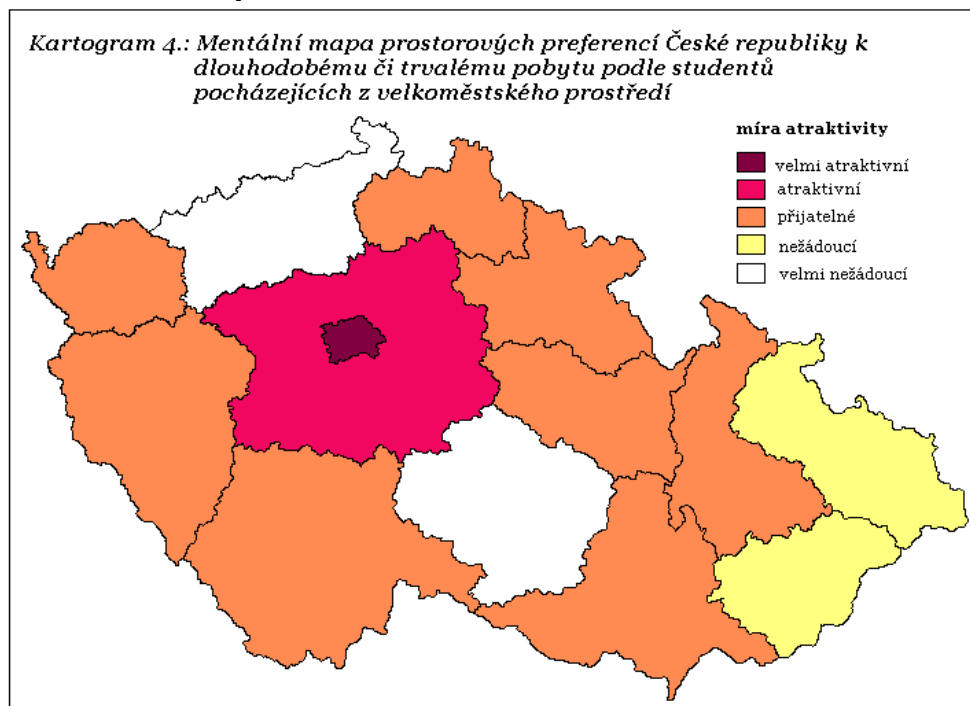 Kartogram 4.: Mentální mapa prostorových preferencí České republiky k
dlouhodobému či trvalému pobytu podle studentů
pocházejících z velkoměstského prostředí
míra atraktivity
velmi atraktivní
atraktivní
přijatelné
nežádoucí
velmi nežádoucí